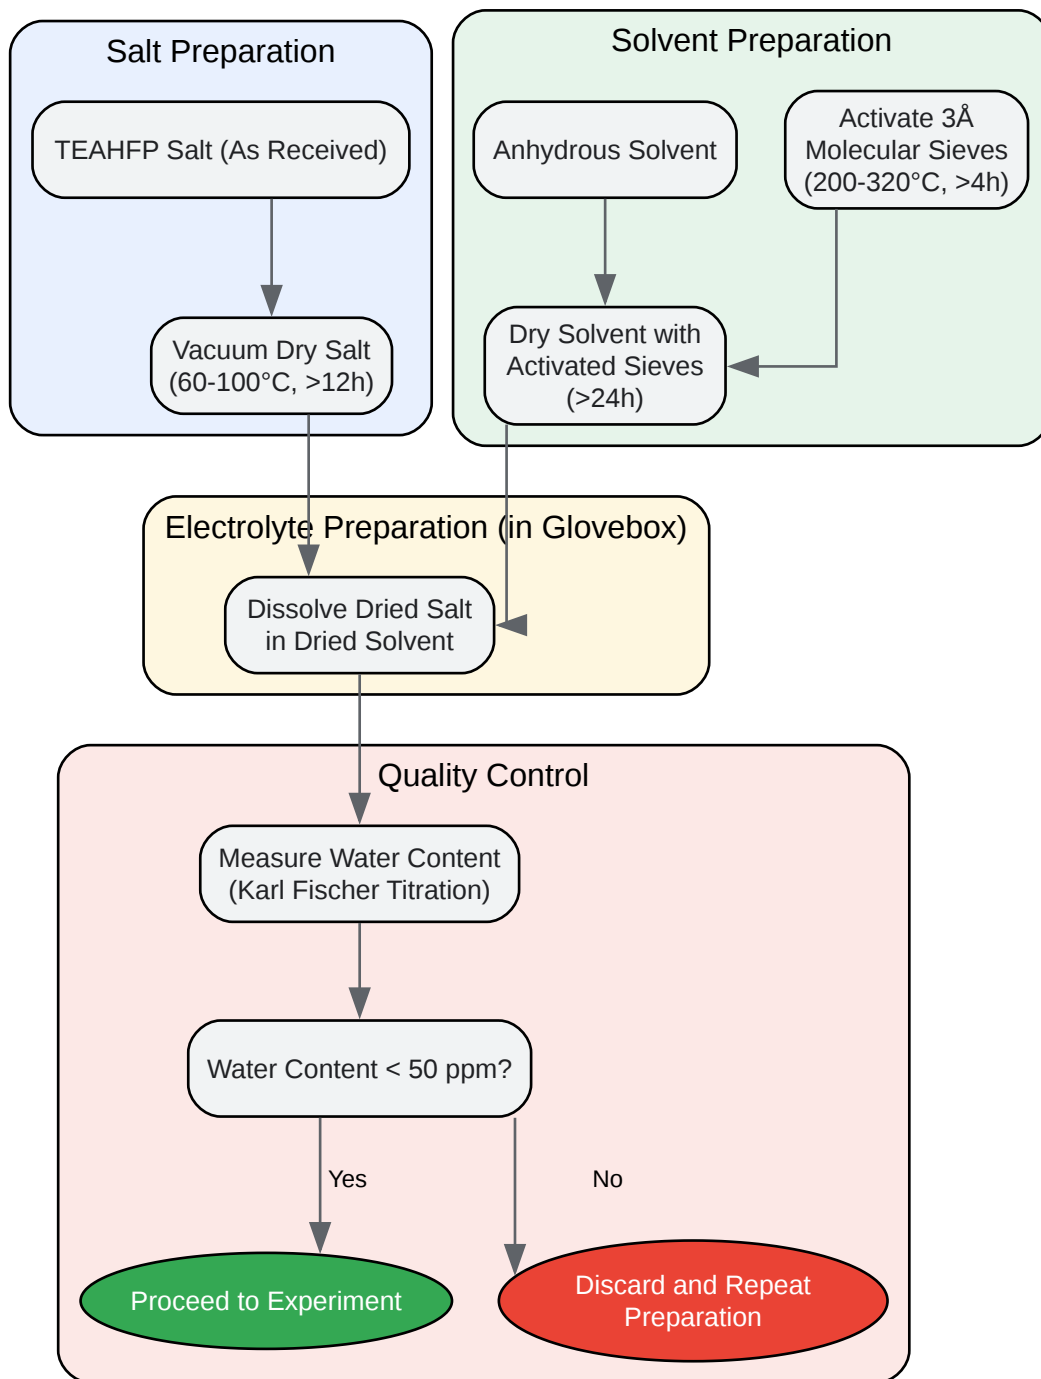 Salt Preparation
TEAHFP Salt (As Received)
Vacuum Dry Salt
(60-100°C, >12h)
Solvent Preparation
Anhydrous Solvent
Activate 3Å
Molecular Sieves
(200-320°C, >4h)
Dry Solvent with
Activated Sieves
(>24h)
Electrolyte Preparation (in Glovebox)
Dissolve Dried Salt
in Dried Solvent
Quality Control
Measure Water Content
(Karl Fischer Titration)
Water Content < 50 ppm?
Yes
No
Proceed to Experiment
Discard and Repeat
Preparation